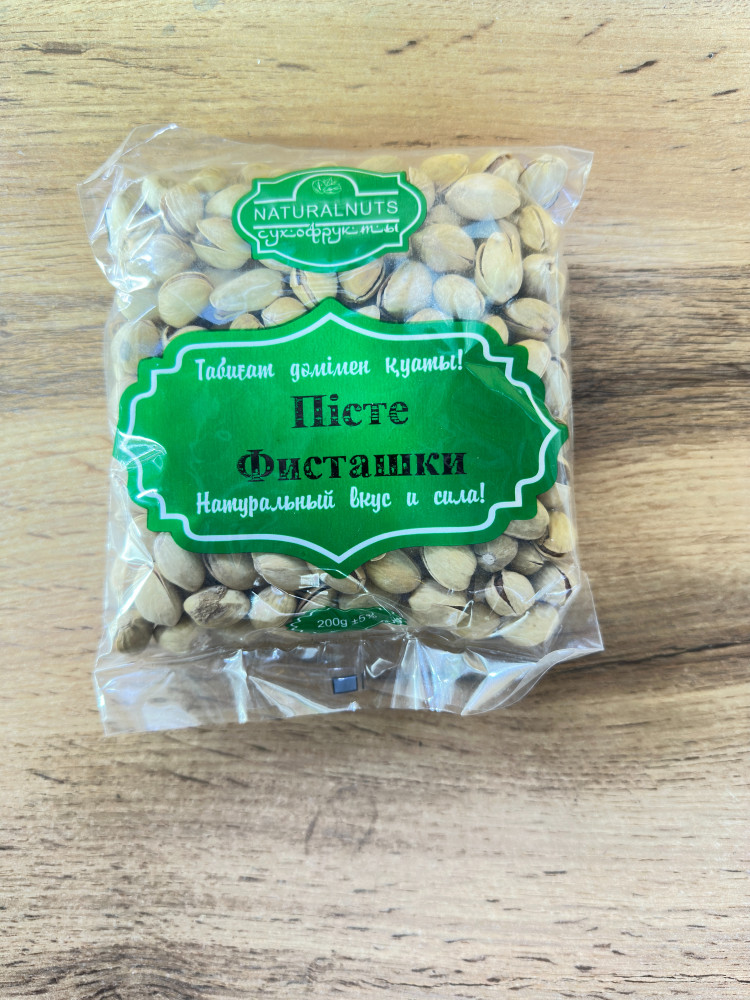 NATURALNUTS
сухофрукты
Табиғат дәмімен қуаты!
Пісте
Фисташки
Натуральный вкус и сила!
200g ±5%